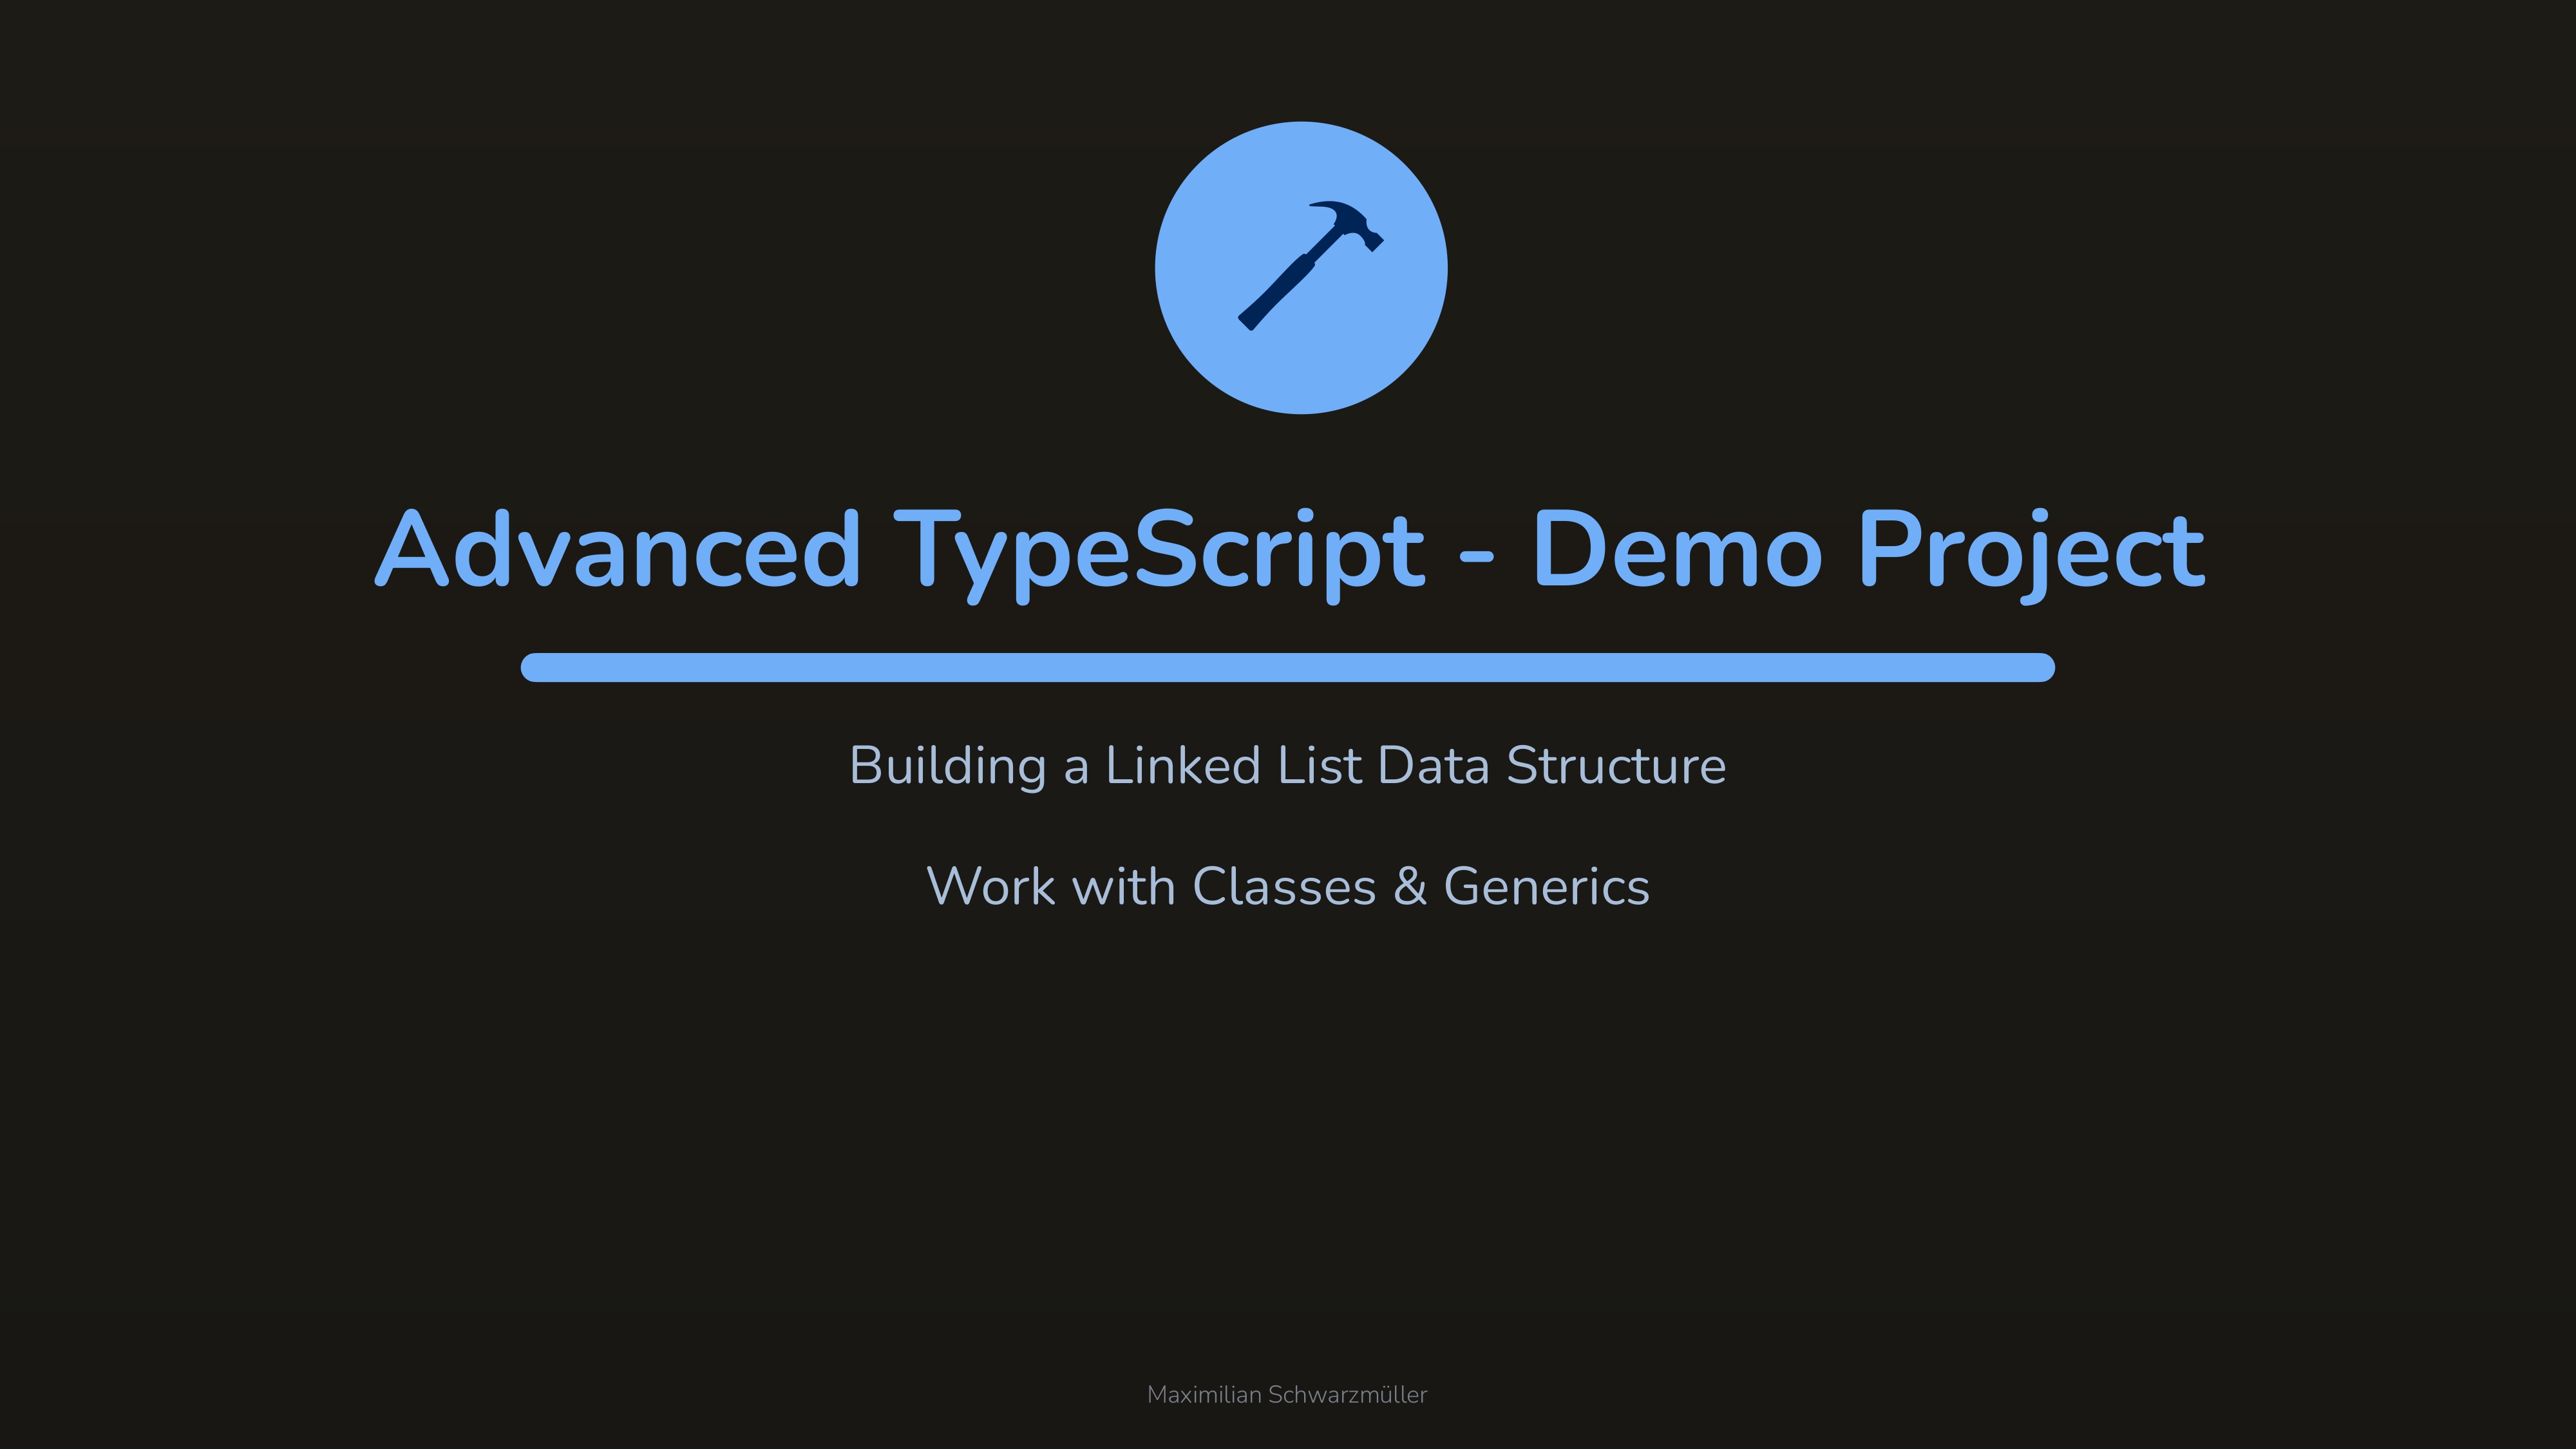 Advanced TypeScript - Demo Project
Building a Linked List Data Structure
Work with Classes & Generics
Maximilian Schwarzmüller